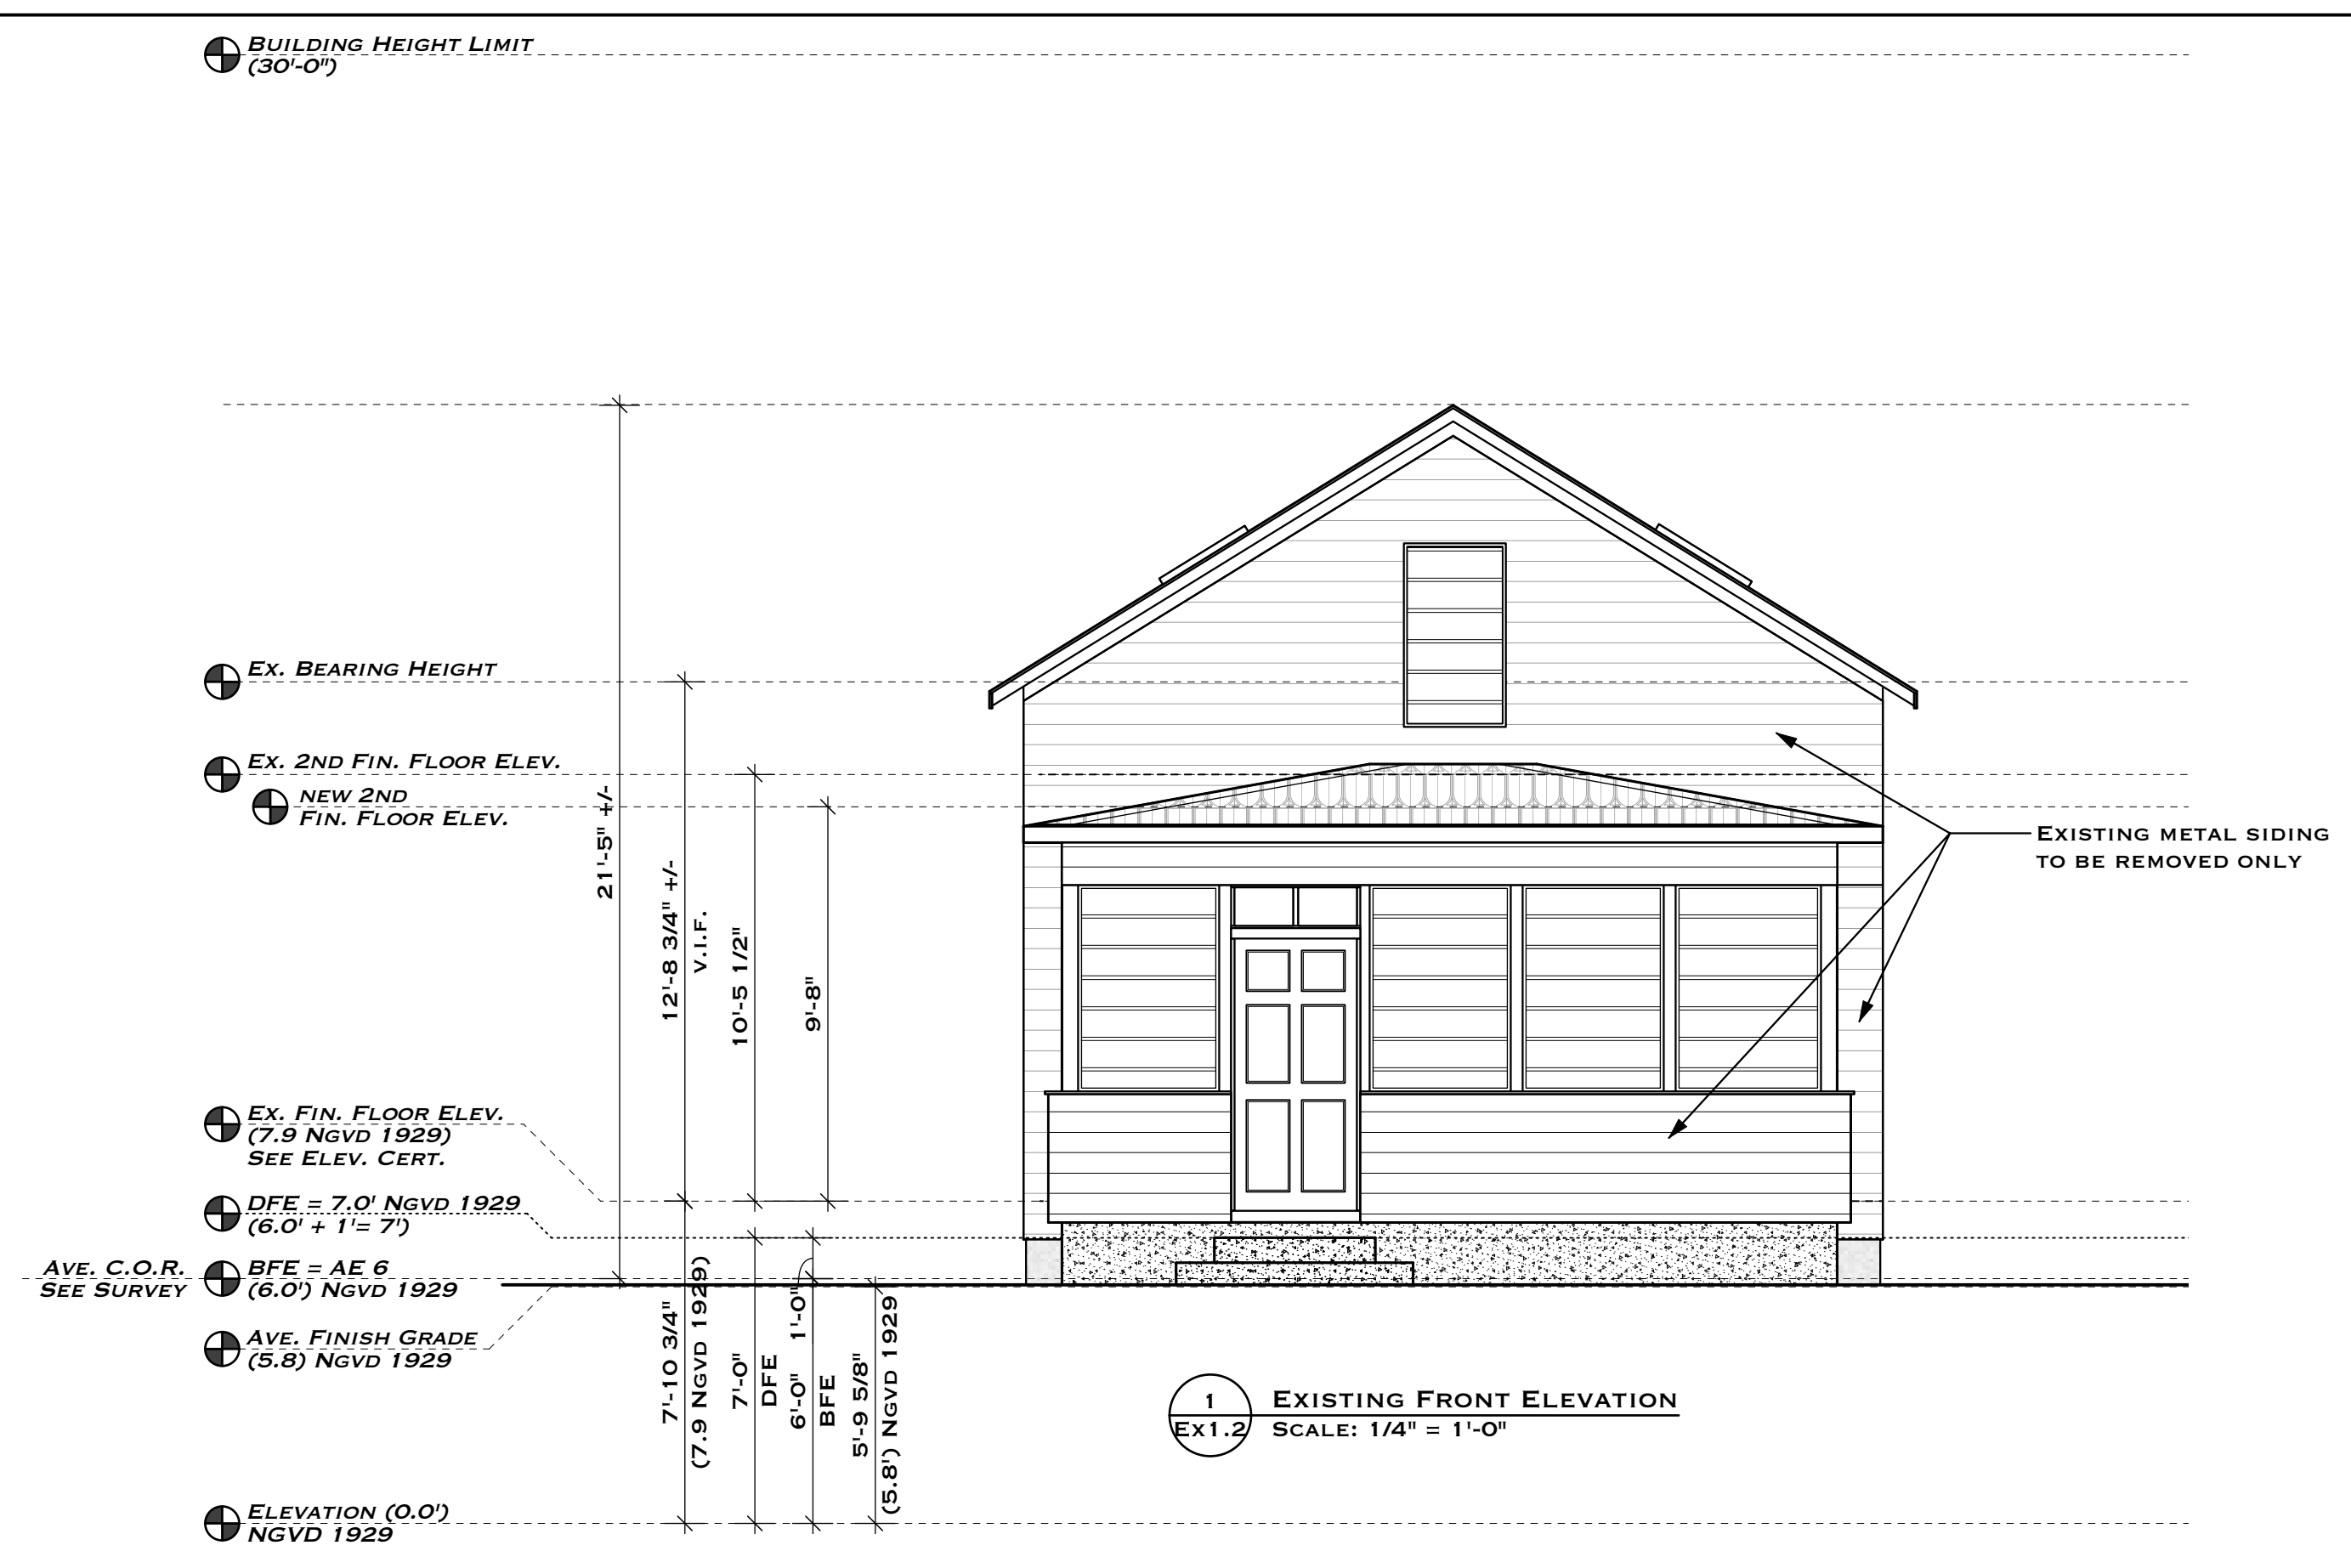 BUILDING HEIGHT LIMIT
(30'-0")
EX. BEARING HEIGHT
EX. 2ND FIN. FLOOR ELEV.
NEW 2ND
FIN. FLOOR ELEV.
21'-5" +/-
12'-8 3/4" +/-
V.I.F.
10'-5 1/2"
9'-8"
EXISTING METAL SIDING
TO BE REMOVED ONLY
EX. FIN. FLOOR ELEV.
(7.9 NGVD 1929)
SEE ELEV. CERT.
DFE = 7.0' NGVD 1929
(6.0' + 1'= 7')
AVE. C.O.R.
SEE SURVEY
BFE = AE 6
(6.0') NGVD 1929
AVE. FINISH GRADE
(5.8) NGVD 1929
7'-10 3/4"
(7.9 NGVD 1929)
7'-0"
DFE
1'-0"
6'-0"
BFE
5'-9 5/8"
(5.8') NGVD 1929
1
EX1.2
EXISTING FRONT ELEVATION
SCALE: 1/4" = 1'-0"
ELEVATION (0.0')
NGVD 1929